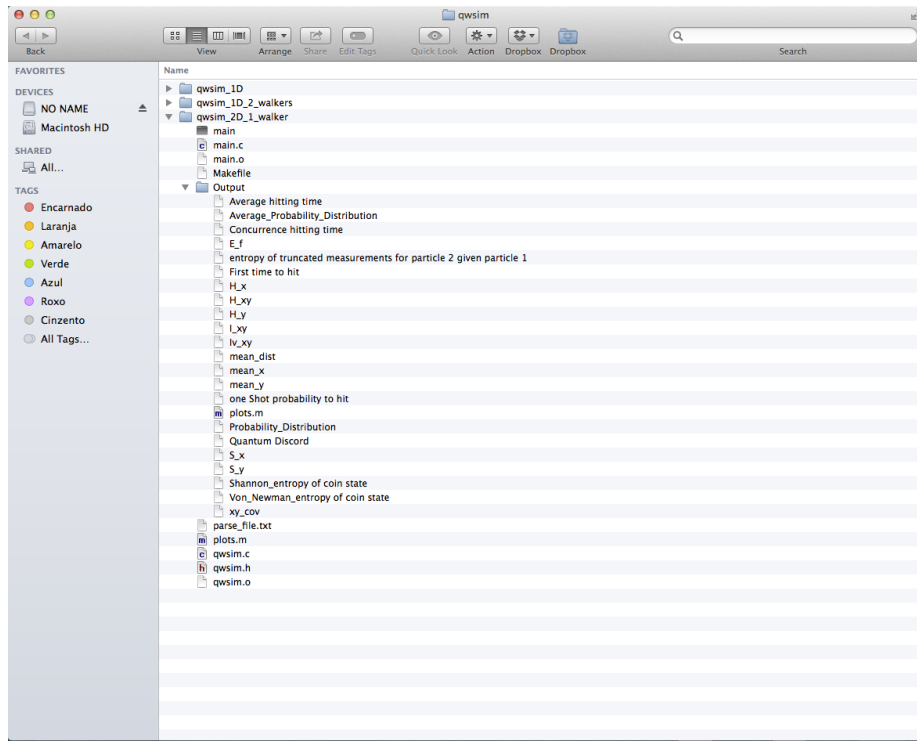 qwsim
Back View Arrange Share Edit Tags Quick Look Action Dropbox Dropbox Search
FAVORITES
DEVICES
NO NAME
Macintosh HD
SHARED
All...
TAGS
Encarnado
Laranja
Amarelo
Verde
Azul
Roxo
Cinzento
All Tags...
Name
qwsim_1D
qwsim_1D_2_walkers
qwsim_2D_1_walker
main
c main.c
main.o
Makefile
Output
Average hitting time
Average_Probability_Distribution
Concurrence hitting time
E_f
entropy of truncated measurements for particle 2 given particle 1
First time to hit
H_x
H_xy
H_y
I_xy
Iv_xy
mean_dist
mean_x
mean_y
one Shot probability to hit
m plots.m
Probability_Distribution
Quantum Discord
S_x
S_y
Shannon_entropy of coin state
Von_Newman_entropy of coin state
xy_cov
parse_file.txt
m plots.m
c qwsim.c
h qwsim.h
qwsim.o